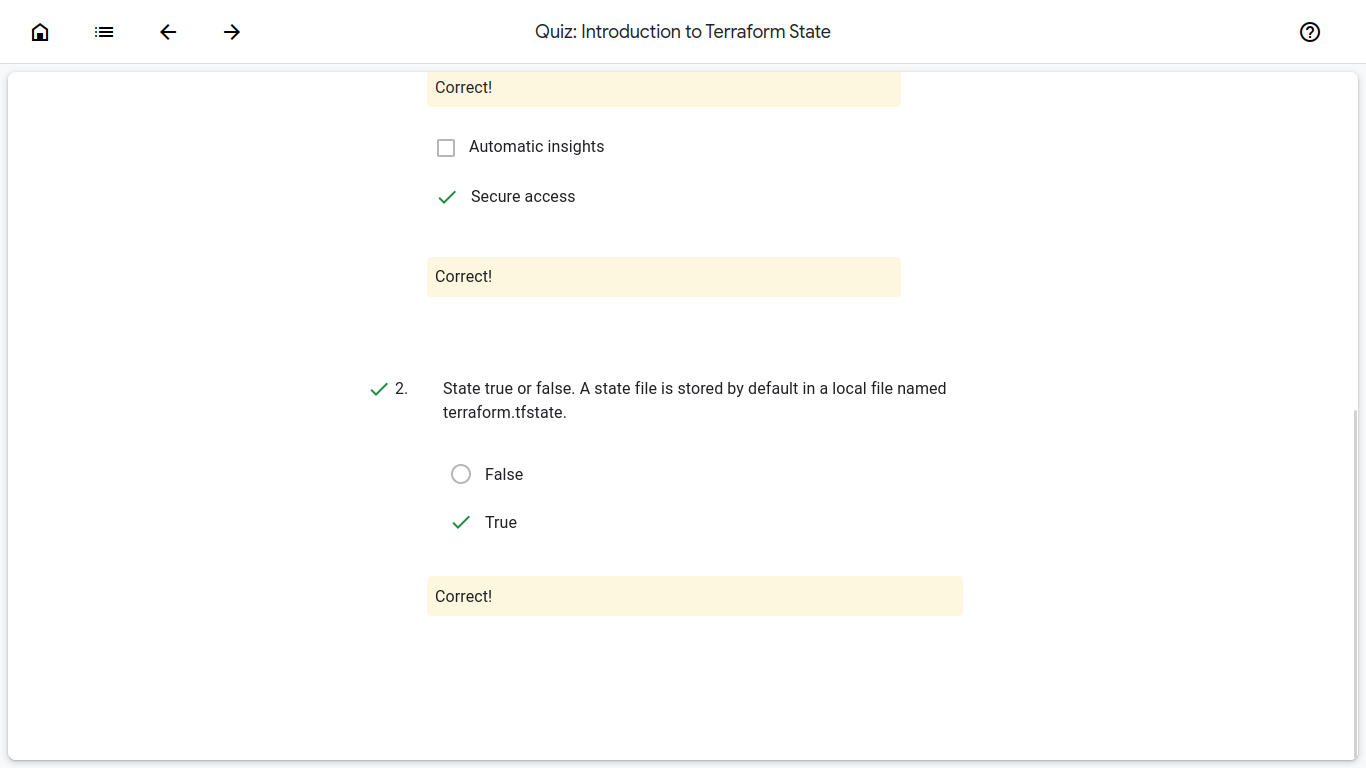 Quiz: Introduction to Terraform State
Correct!
Automatic insights
Secure access
Correct!
2. State true or false. A state file is stored by default in a local file named
terraform.tfstate.
False
True
Correct!